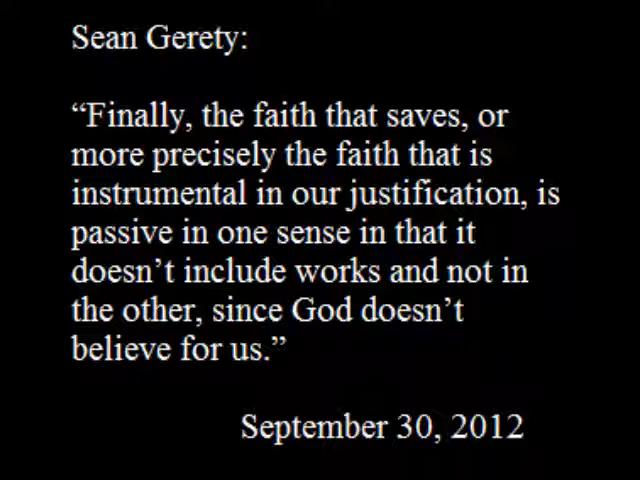 Sean Gerety:
“Finally, the faith that saves, or
more precisely the faith that is
instrumental in our justification, is
passive in one sense in that it
doesn’t include works and not in
the other, since God doesn’t
believe for us.”
September 30, 2012